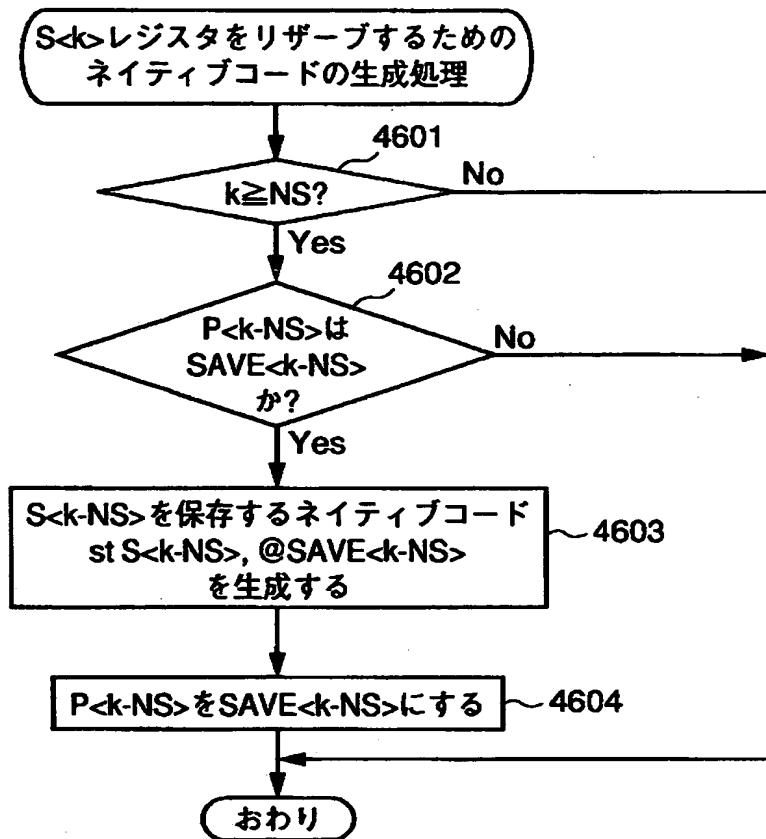 S<k>レジスタをリザーブするための
ネイティブコードの生成処理
4601
k≧NS?
No
Yes
4602
P<k-NS>は
SAVE<k-NS>
か?
No
Yes
S<k-NS>を保存するネイティブコード
st S<k-NS>, @SAVE<k-NS>
を生成する
4603
P<k-NS>をSAVE<k-NS>にする
4604
おわり